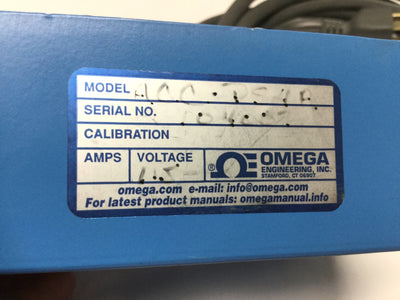 MODEL
SERIAL NO.
CALIBRATION
AMPS VOLTAGE ® OMEGA
ENGINEERING, INC.
STAMFORD, CT 06907
omega.com e-mail: info@omega.com
For latest product manuals: omegamanual.info